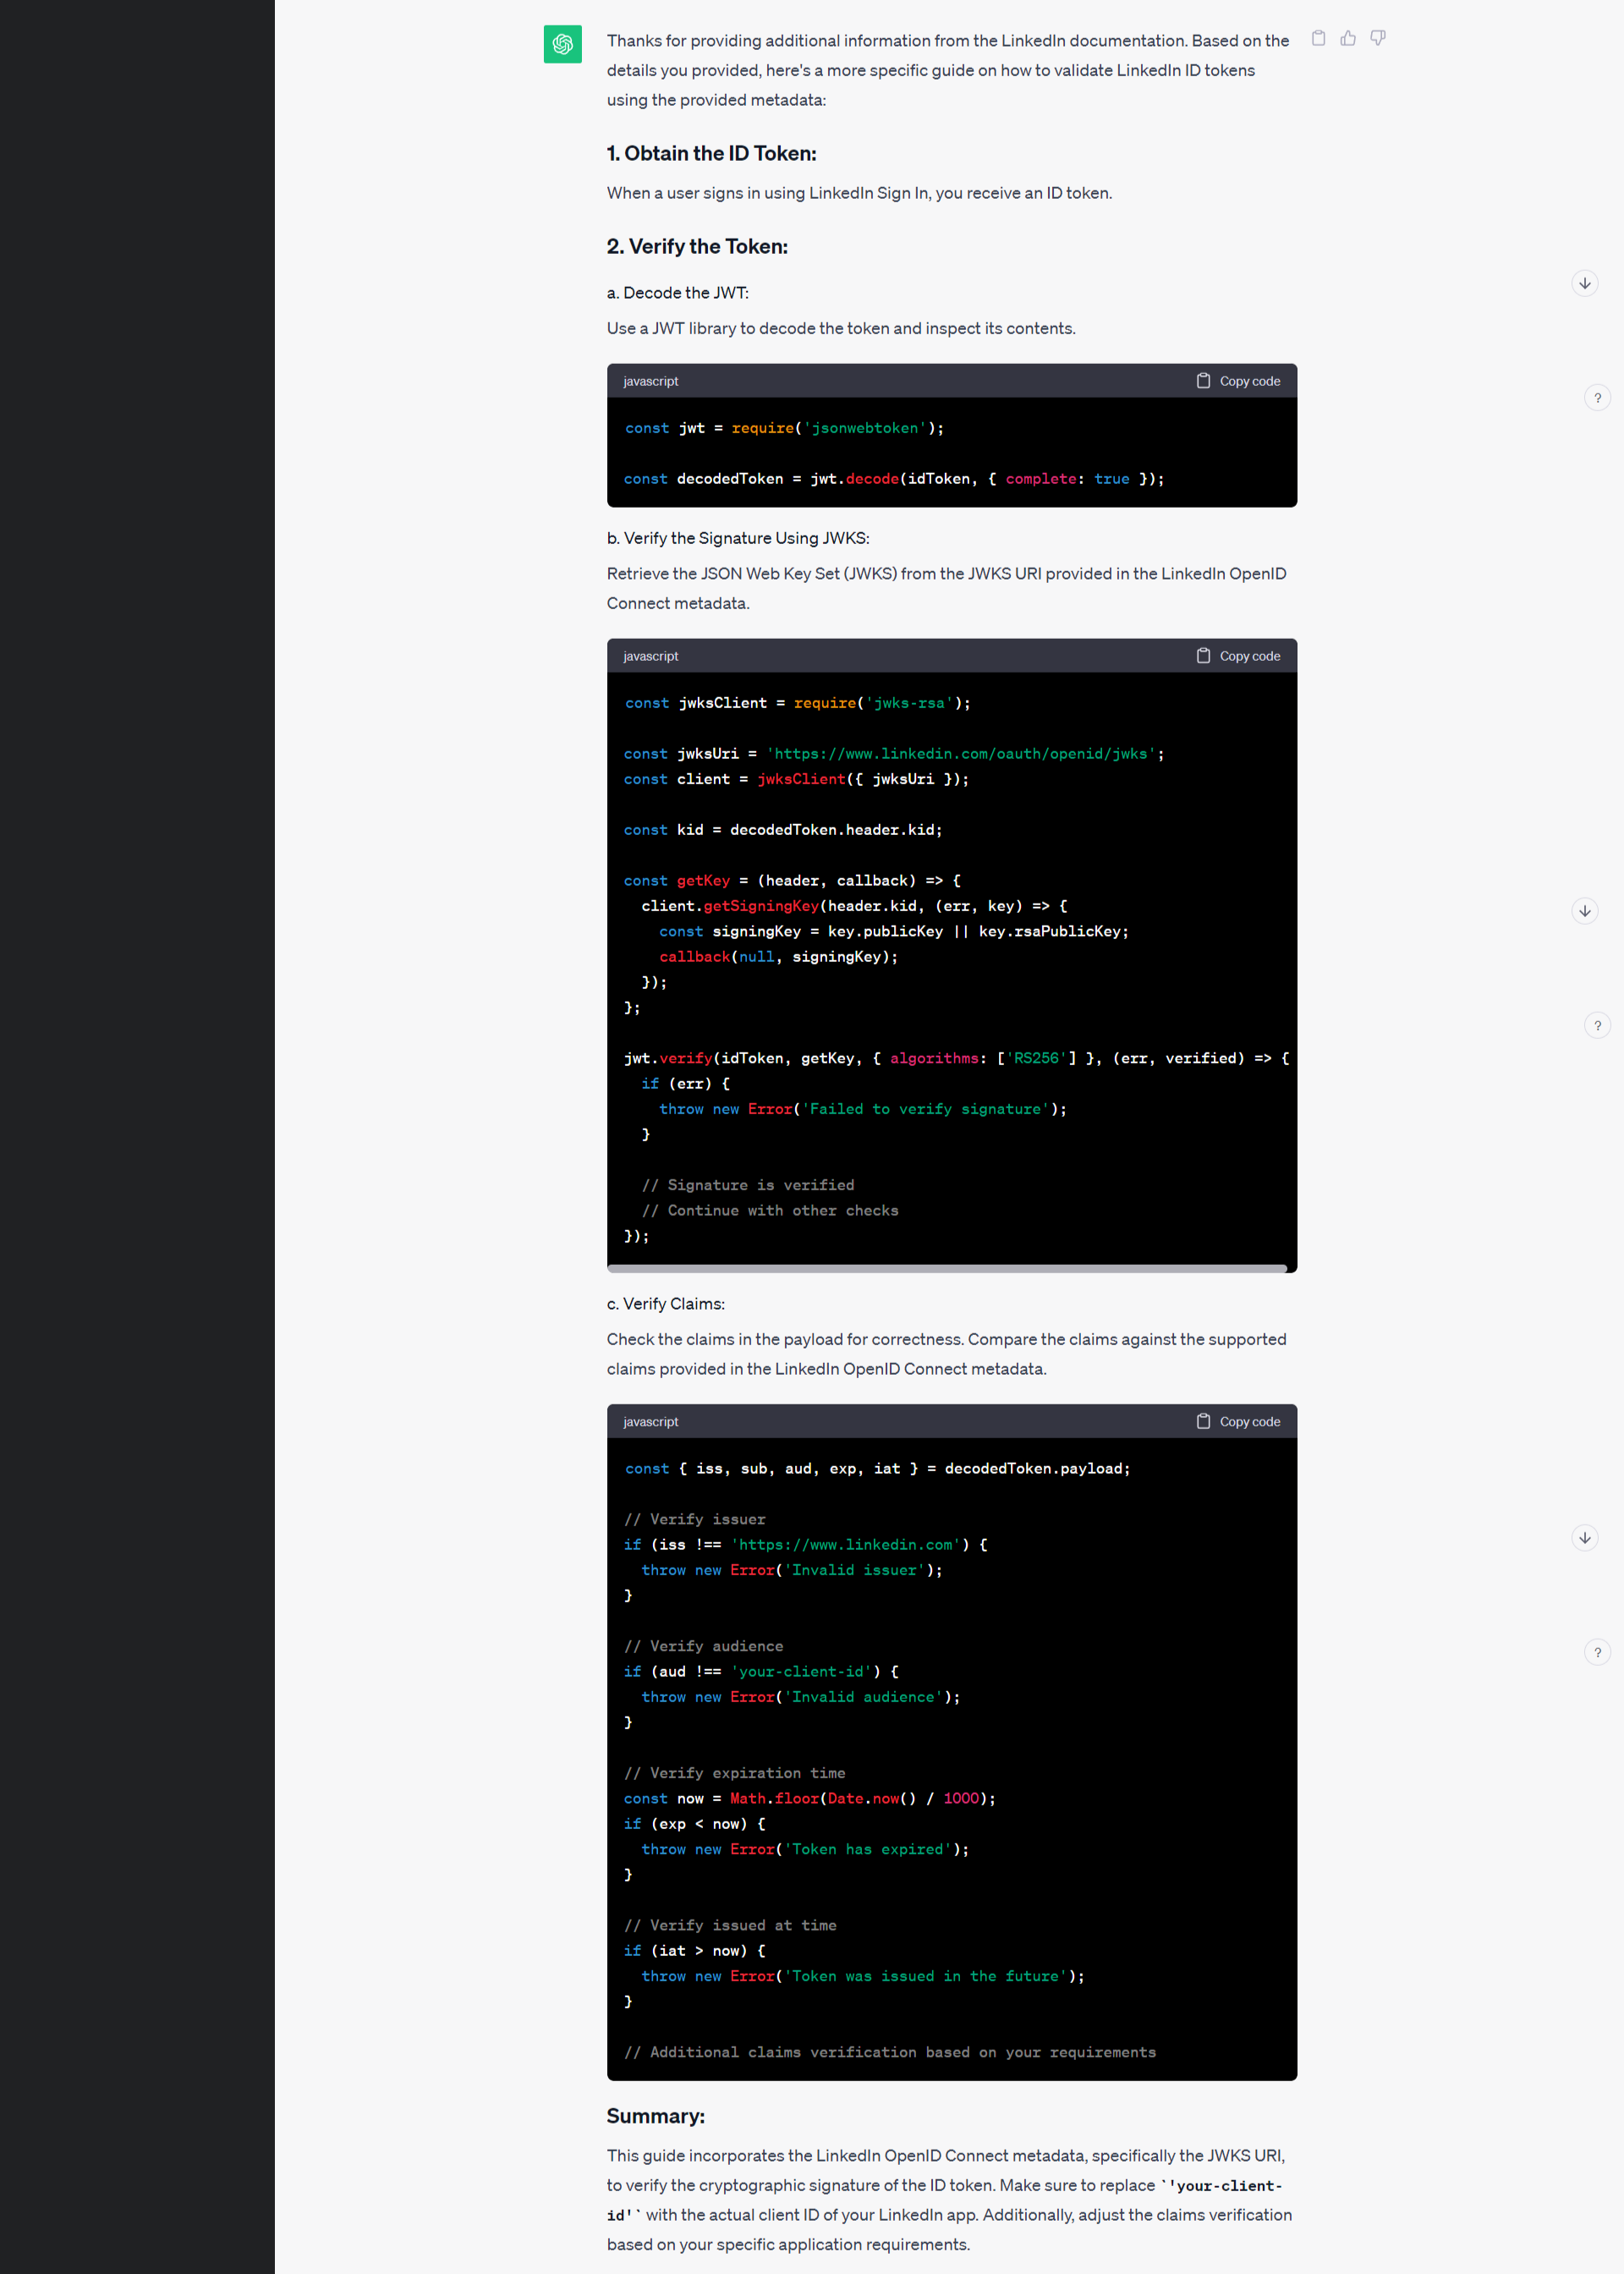 Thanks for providing additional information from the LinkedIn documentation. Based on the
details you provided, here's a more specific guide on how to validate LinkedIn ID tokens
using the provided metadata:
1. Obtain the ID Token:
When a user signs in using LinkedIn Sign In, you receive an ID token.
2. Verify the Token:
a. Decode the JWT:
Use a JWT library to decode the token and inspect its contents.
javascript Copy code
const jwt = require('jsonwebtoken');
const decodedToken = jwt.decode(idToken, { complete: true });
?
b. Verify the Signature Using JWKS:
Retrieve the JSON Web Key Set (JWKS) from the JWKS URI provided in the LinkedIn OpenID
Connect metadata.
javascript Copy code
const jwksClient = require('jwks-rsa');
const jwksUri = 'https://www.linkedin.com/oauth/openid/jwks';
const client = jwksClient({ jwksUri });
const kid = decodedToken.header.kid;
const getKey = (header, callback) => {
  client.getSigningKey(header.kid, (err, key) => {
    const signingKey = key.publicKey || key.rsaPublicKey;
    callback(null, signingKey);
  });
};
?
jwt.verify(idToken, getKey, { algorithms: ['RS256'] }, (err, verified) => {
  if (err) {
    throw new Error('Failed to verify signature');
  }
  // Signature is verified
  // Continue with other checks
});
c. Verify Claims:
Check the claims in the payload for correctness. Compare the claims against the supported
claims provided in the LinkedIn OpenID Connect metadata.
javascript Copy code
const { iss, sub, aud, exp, iat } = decodedToken.payload;
// Verify issuer
if (iss !== 'https://www.linkedin.com') {
  throw new Error('Invalid issuer');
}
// Verify audience
?
if (aud !== 'your-client-id') {
  throw new Error('Invalid audience');
}
// Verify expiration time
const now = Math.floor(Date.now() / 1000);
if (exp < now) {
  throw new Error('Token has expired');
}
// Verify issued at time
if (iat > now) {
  throw new Error('Token was issued in the future');
}
// Additional claims verification based on your requirements
Summary:
This guide incorporates the LinkedIn OpenID Connect metadata, specifically the JWKS URI,
to verify the cryptographic signature of the ID token. Make sure to replace `'your-client-
id'` with the actual client ID of your LinkedIn app. Additionally, adjust the claims verification
based on your specific application requirements.